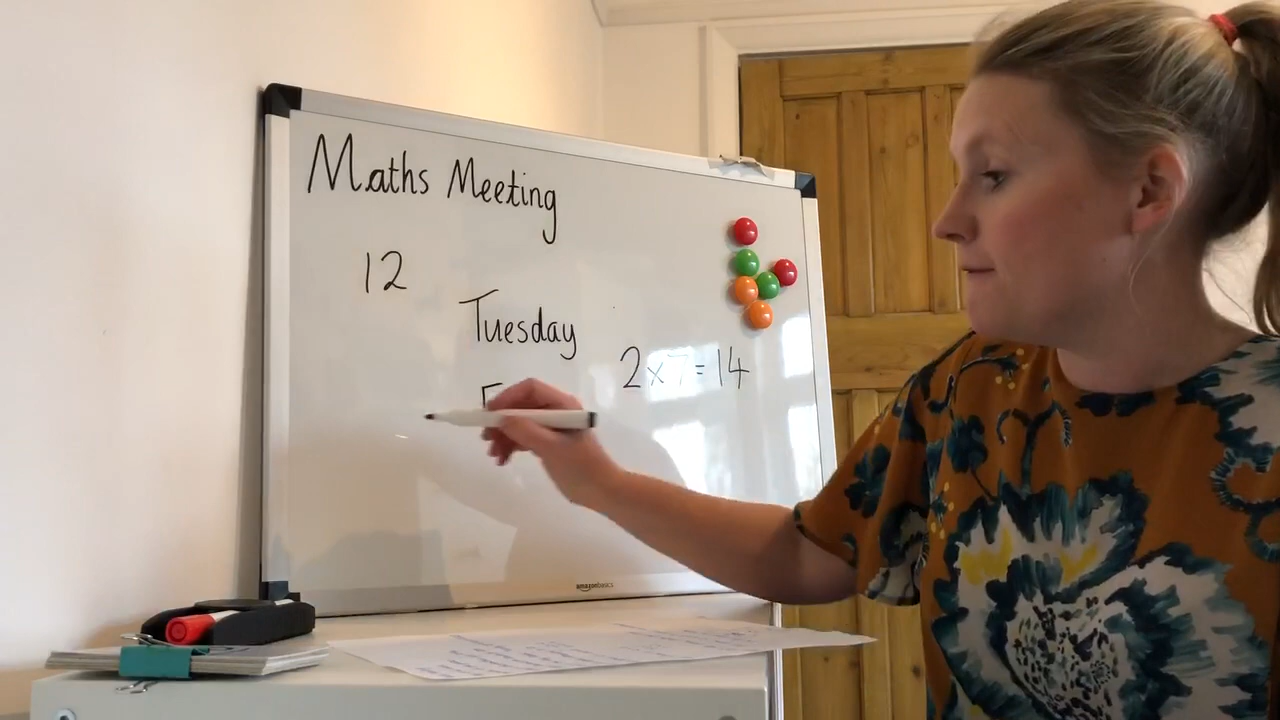 Maths Meeting
12
Tuesday
2 x 7 = 14
amazonbasics